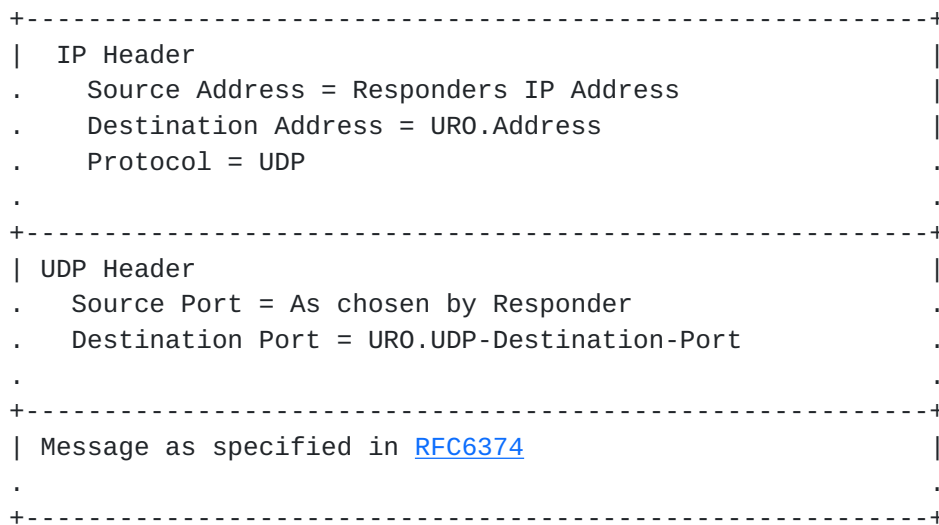 +----------------------------------------------------------+
|  IP Header                                               |
.    Source Address = Responders IP Address                |
.    Destination Address = URO.Address                     |
.    Protocol = UDP                                        .
.                                                          .
+----------------------------------------------------------+
| UDP Header                                               |
.   Source Port = As chosen by Responder                   .
.   Destination Port = URO.UDP-Destination-Port            .
.                                                          .
+----------------------------------------------------------+
| Message as specified in RFC6374                          |
.                                                          .
+----------------------------------------------------------+